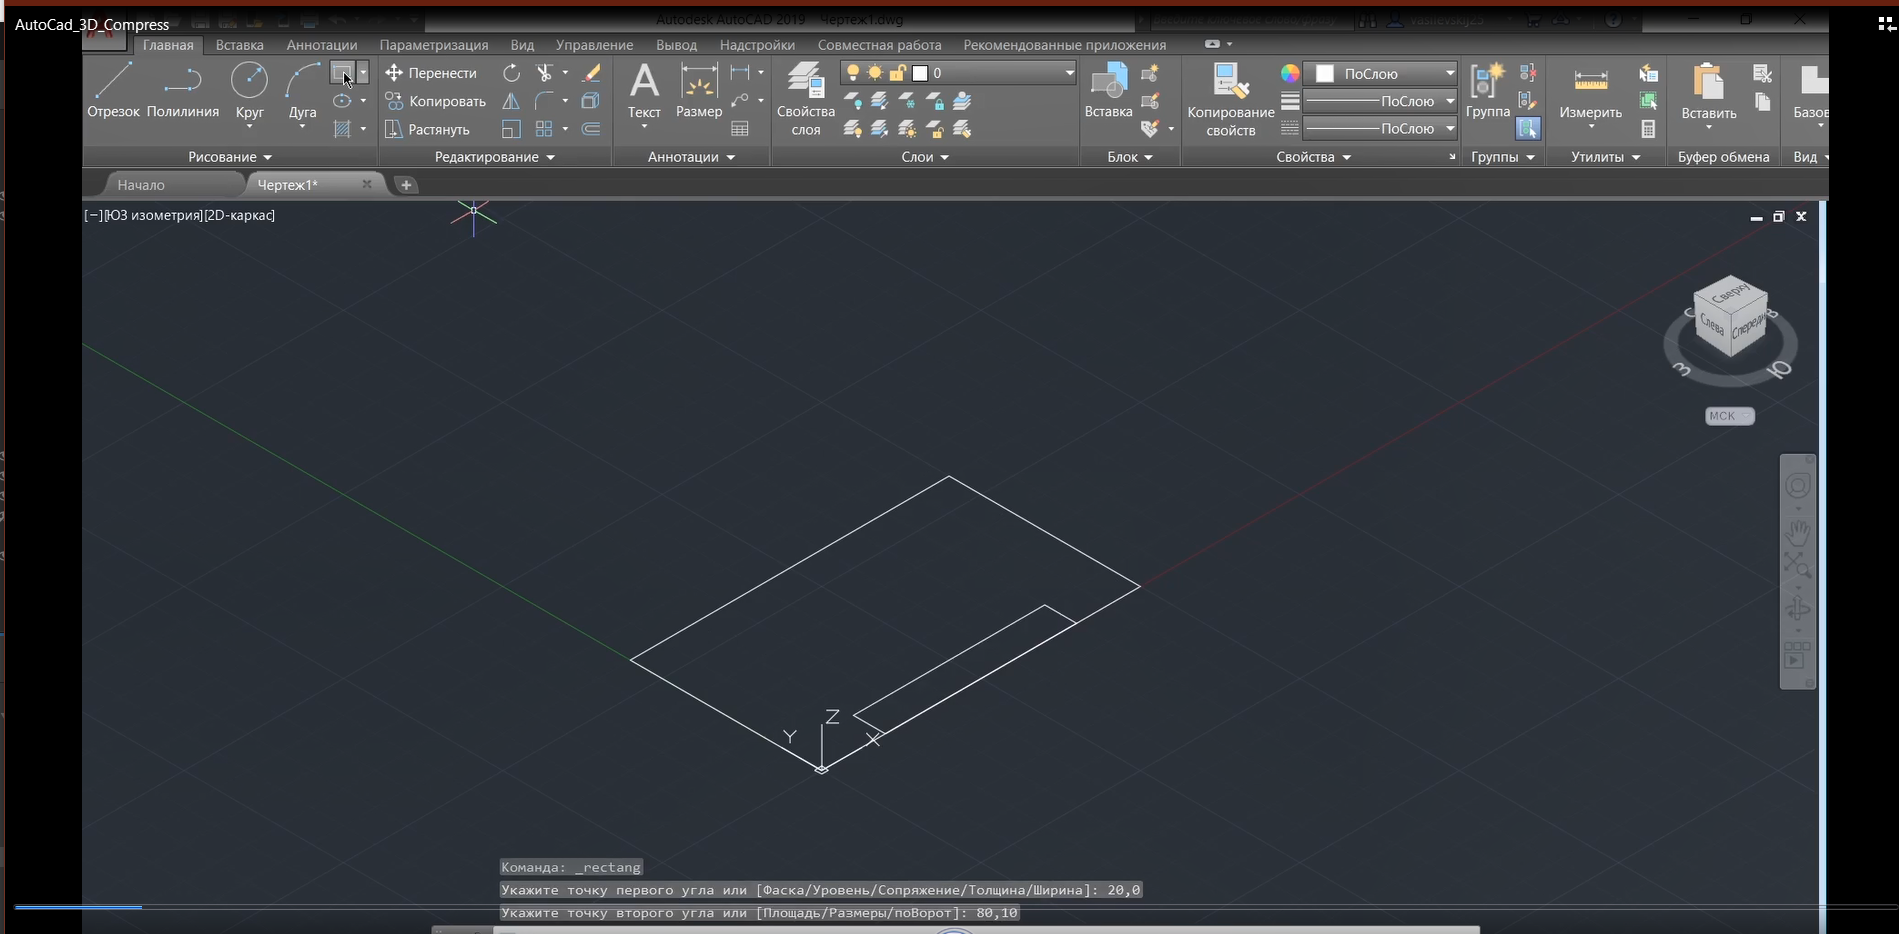 AutoCad_3D_Compress
Autodesk AutoCAD 2019 Чертеж1.dwg
vasilevskij25
Главная Вставка Аннотации Параметризация Вид Управление Вывод Надстройки Совместная работа Рекомендованные приложения
Отрезок Полилиния Круг Дуга
Перенести
Копировать
Растянуть
Текст Размер
Свойства слоя
0
Вставка
Копирование свойств
ПоСлою
ПоСлою
ПоСлою
Группа
Измерить
Вставить
Базов
Рисование Редактирование Аннотации Слои Блок Свойства Группы Утилиты Буфер обмена Вид
Начало Чертеж1*
[−][ЮЗ изометрия][2D-каркас]
Сверху
Слева Спереди
С В
З Ю
МСК
Z
Y
X
Команда: _rectang
Укажите точку первого угла или [Фаска/Уровень/Сопряжение/Толщина/Ширина]: 20,0
Укажите точку второго угла или [Площадь/Размеры/поВорот]: 80,10